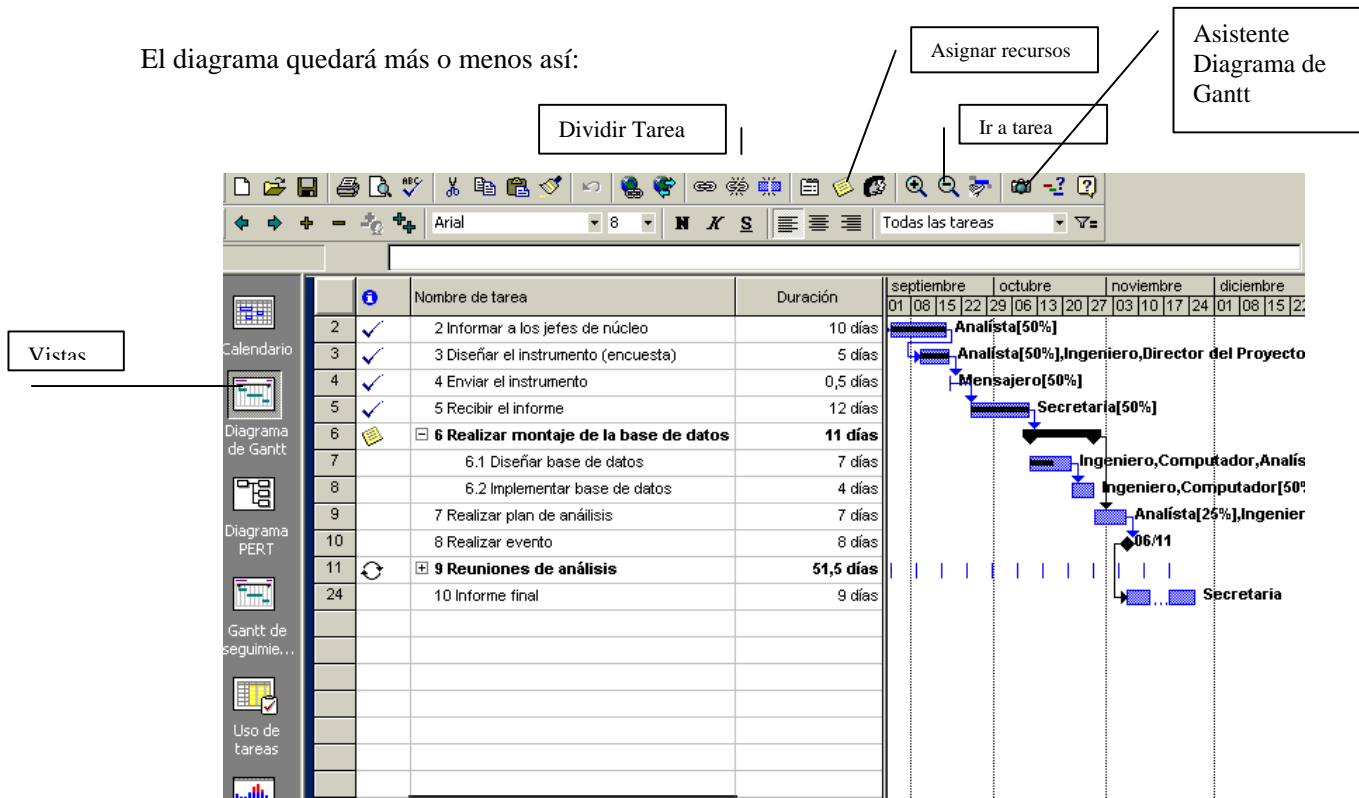 El diagrama quedará más o menos así:
Asignar recursos
Asistente
Diagrama de
Gantt
Dividir Tarea
Ir a tarea
ABC
Arial 8 N K S Todas las tareas
Vistas
Calendario
Diagrama
de Gantt
Diagrama
PERT
Gantt de
seguimie...
Uso de
tareas
Nombre de tarea Duración septiembre octubre noviembre diciembre
01 08 15 22 29 06 13 20 27 03 10 17 24 01 08 15 22
2 2 Informar a los jefes de núcleo 10 días Analísta[50%]
3 3 Diseñar el instrumento (encuesta) 5 días Analísta[50%],Ingeniero,Director del Proyecto
4 4 Enviar el instrumento 0,5 días Mensajero[50%]
5 5 Recibir el informe 12 días Secretaria[50%]
6 6 Realizar montaje de la base de datos 11 días
7 6.1 Diseñar base de datos 7 días Ingeniero,Computador,Analís
8 6.2 Implementar base de datos 4 días Ingeniero,Computador[50%
9 7 Realizar plan de anáilisis 7 días Analísta[25%],Ingenier
10 8 Realizar evento 8 días 06/11
11 9 Reuniones de análisis 51,5 días
24 10 Informe final 9 días Secretaria